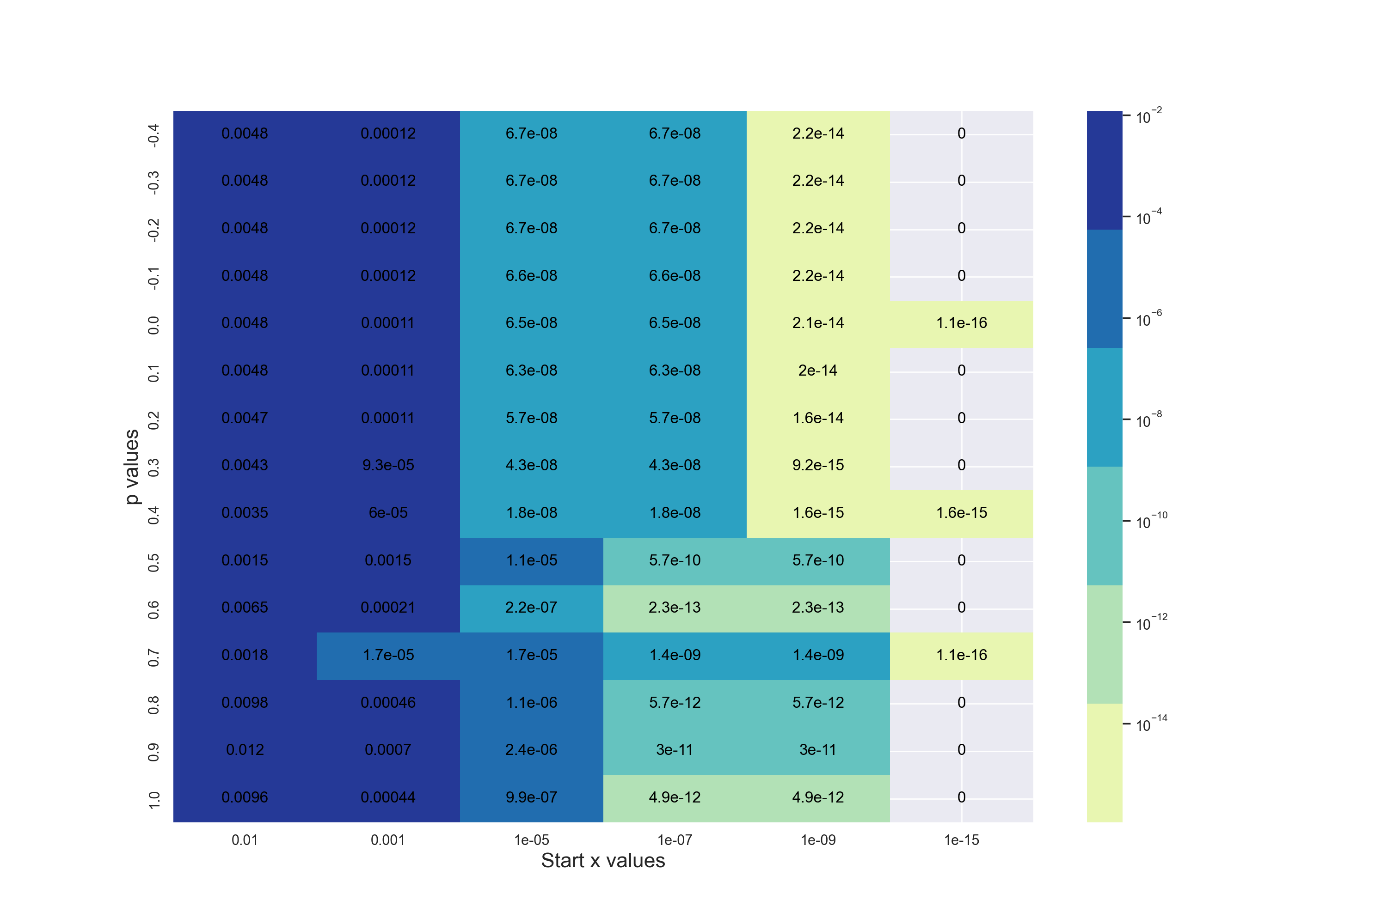 -0.4 0.0048 0.00012 6.7e-08 6.7e-08 2.2e-14 0
-0.3 0.0048 0.00012 6.7e-08 6.7e-08 2.2e-14 0
-0.2 0.0048 0.00012 6.7e-08 6.7e-08 2.2e-14 0
-0.1 0.0048 0.00012 6.6e-08 6.6e-08 2.2e-14 0
0.0 0.0048 0.00011 6.5e-08 6.5e-08 2.1e-14 1.1e-16
0.1 0.0048 0.00011 6.3e-08 6.3e-08 2e-14 0
0.2 0.0047 0.00011 5.7e-08 5.7e-08 1.6e-14 0
0.3 0.0043 9.3e-05 4.3e-08 4.3e-08 9.2e-15 0
0.4 0.0035 6e-05 1.8e-08 1.8e-08 1.6e-15 1.6e-15
0.5 0.0015 0.0015 1.1e-05 5.7e-10 5.7e-10 0
0.6 0.0065 0.00021 2.2e-07 2.3e-13 2.3e-13 0
0.7 0.0018 1.7e-05 1.7e-05 1.4e-09 1.4e-09 1.1e-16
0.8 0.0098 0.00046 1.1e-06 5.7e-12 5.7e-12 0
0.9 0.012 0.0007 2.4e-06 3e-11 3e-11 0
1.0 0.0096 0.00044 9.9e-07 4.9e-12 4.9e-12 0
0.01 0.001 1e-05 1e-07 1e-09 1e-15
Start x values
p values
10⁻²
10⁻⁴
10⁻⁶
10⁻⁸
10⁻¹⁰
10⁻¹²
10⁻¹⁴